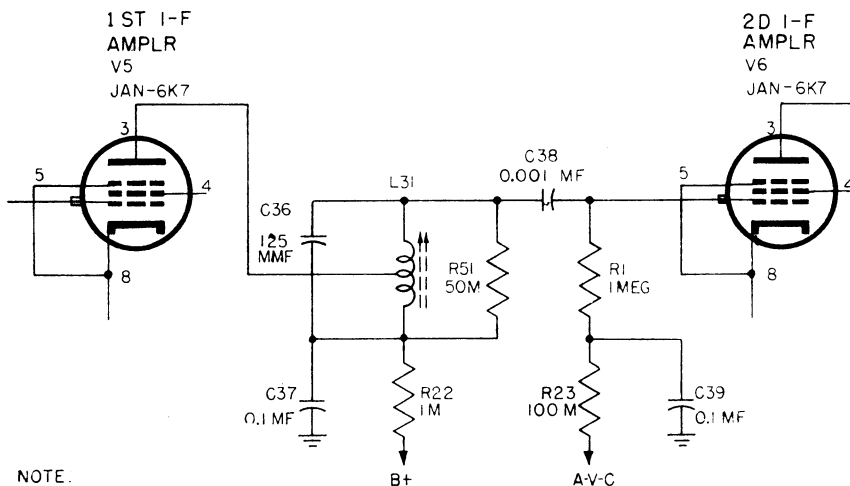 1 ST I-F
AMPLR
V5
JAN-6K7
3
5
4
8
2D I-F
AMPLR
V6
JAN-6K7
3
5
4
8
C38
0.001 MF
L31
C36
125
MMF
R51
50M
R1
1MEG
C37
0.1 MF
R22
1M
R23
100 M
C39
0.1 MF
B+
A-V-C
NOTE.